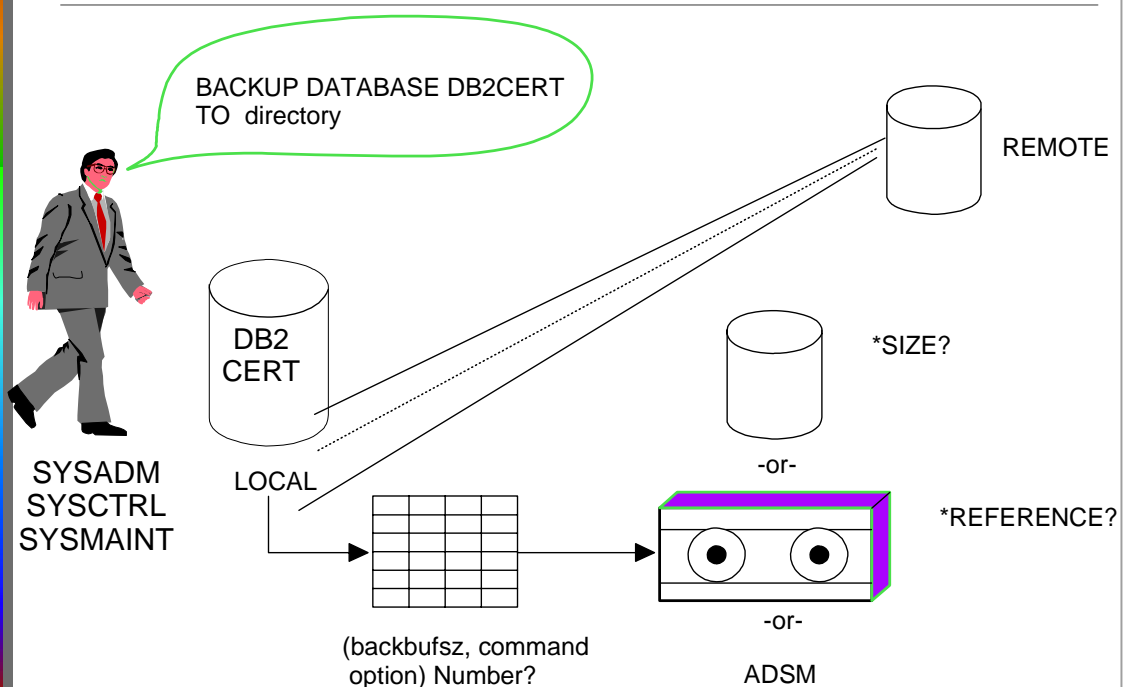 BACKUP DATABASE DB2CERT
TO directory
REMOTE
DB2
CERT
*SIZE?
-or-
SYSADM
SYSCTRL
SYSMAINT
LOCAL
*REFERENCE?
-or-
(backbufsz, command
option) Number?
ADSM